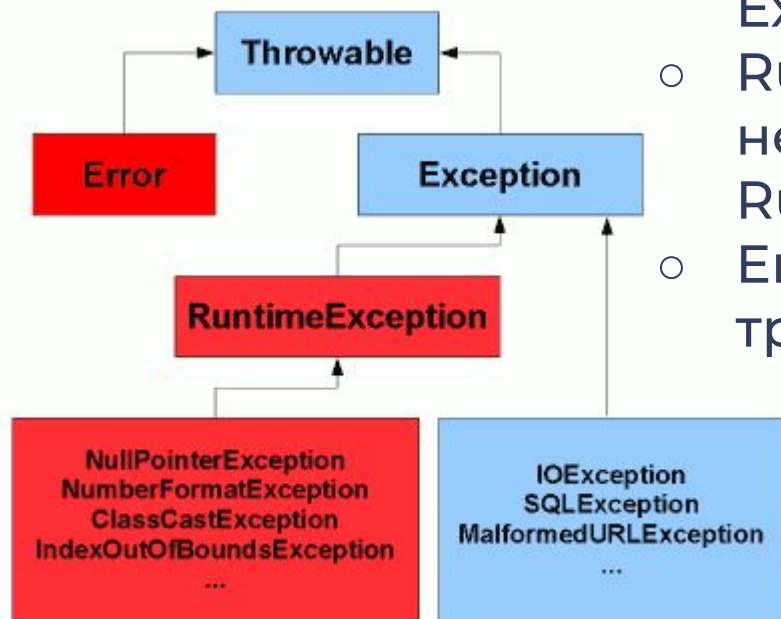 Throwable
Error
Exception
RuntimeException
NullPointerException
NumberFormatException
ClassCastException
IndexOutOfBoundsException
...
IOException
SQLException
MalformedURLException
...